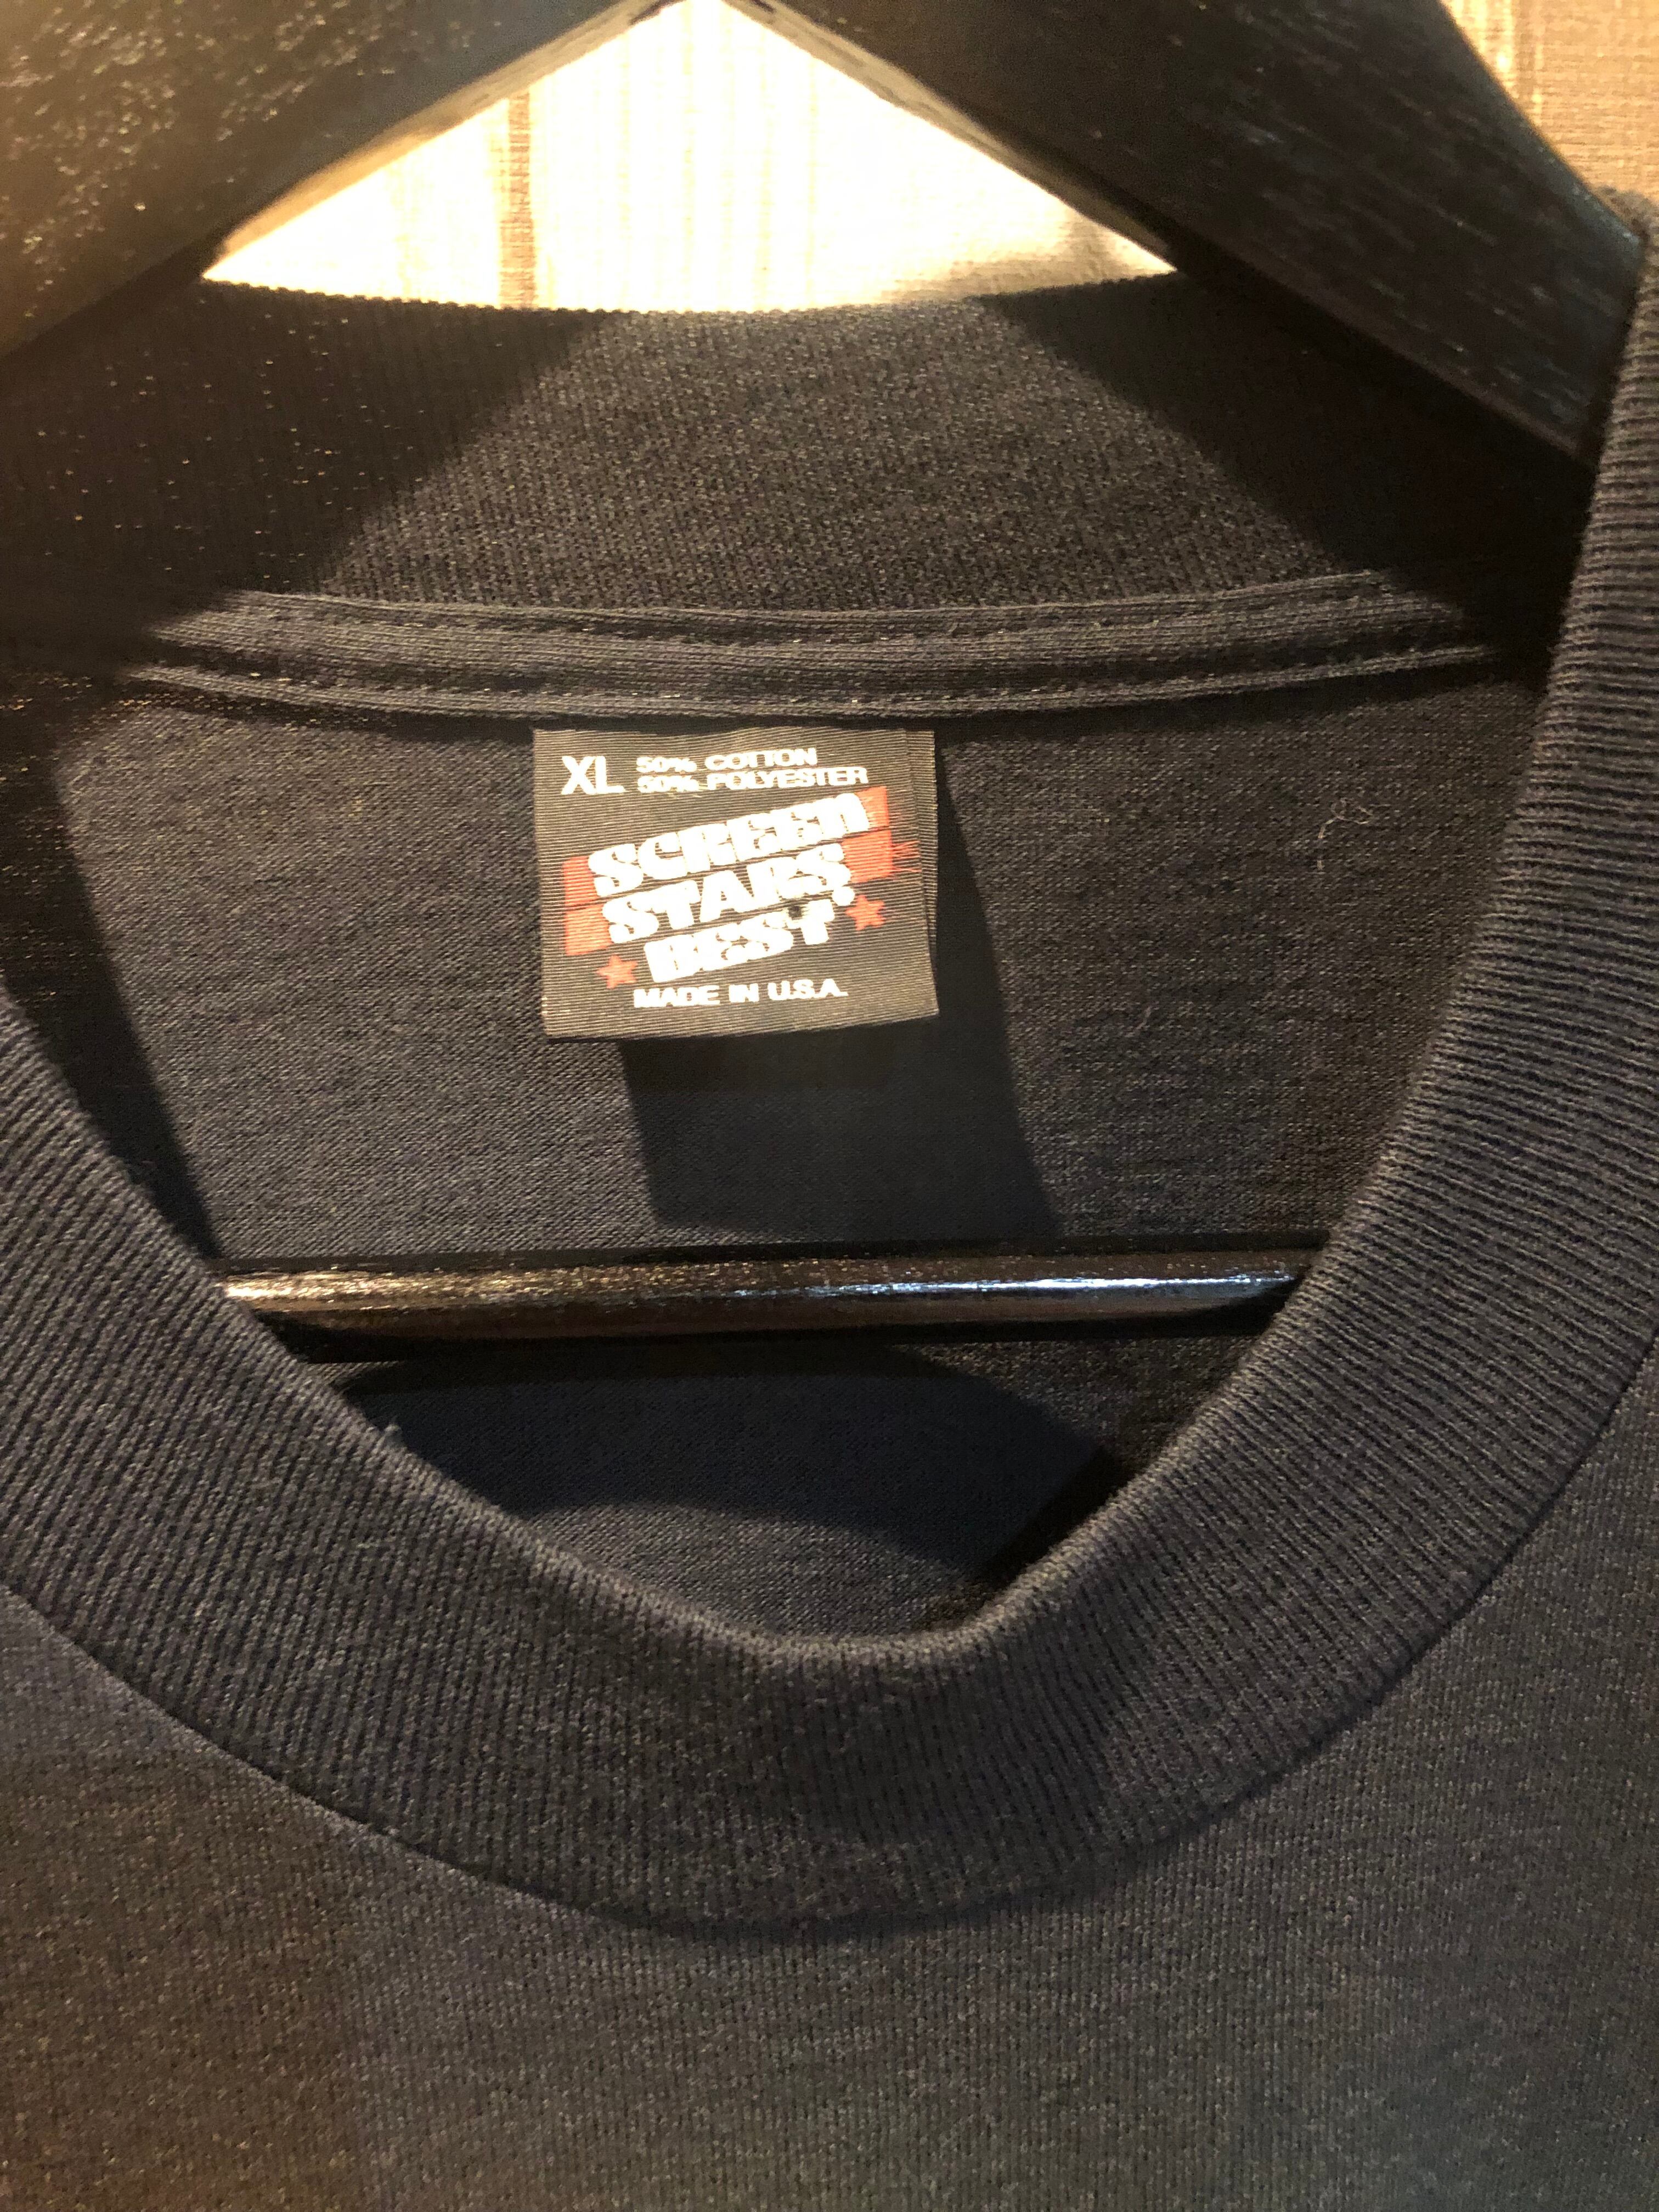 XL 50% COTTON
50% POLYESTER
SCREEn
STARS
BEST
MADE IN U.S.A.